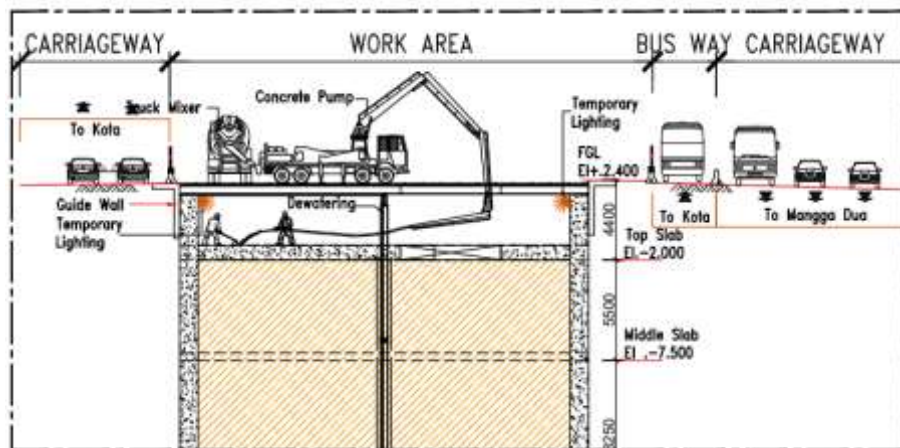 CARRIAGEWAY
WORK AREA
BUS WAY
CARRIAGEWAY
Truck Mixer
Concrete Pump
Temporary
Lighting
To Kota
FGL
El+.2.400
Guide Wall
Temporary
Lighting
Dewatering
To Kota
To Mangga Dua
4400
Top Slab
El.-2.000
5500
Middle Slab
El .-7.500
8250